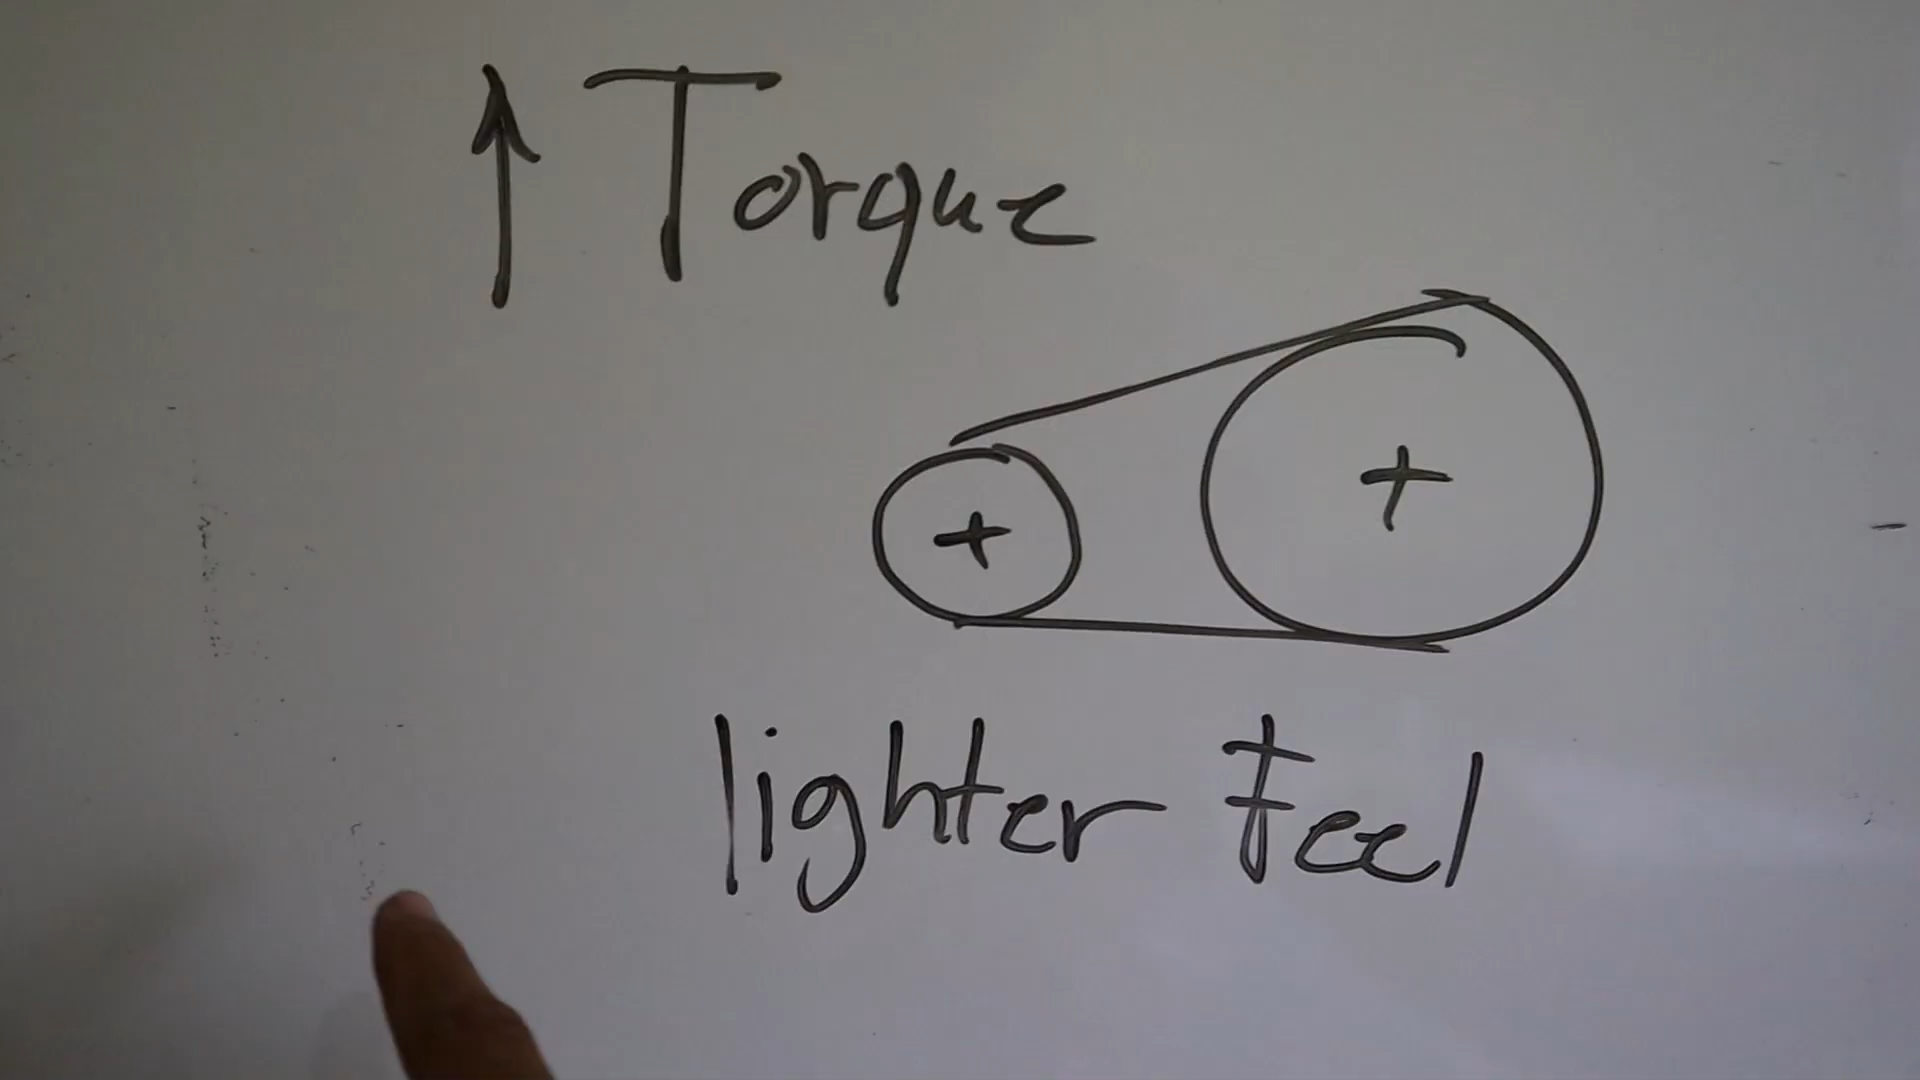 ↑ Torque
+ +
lighter feel